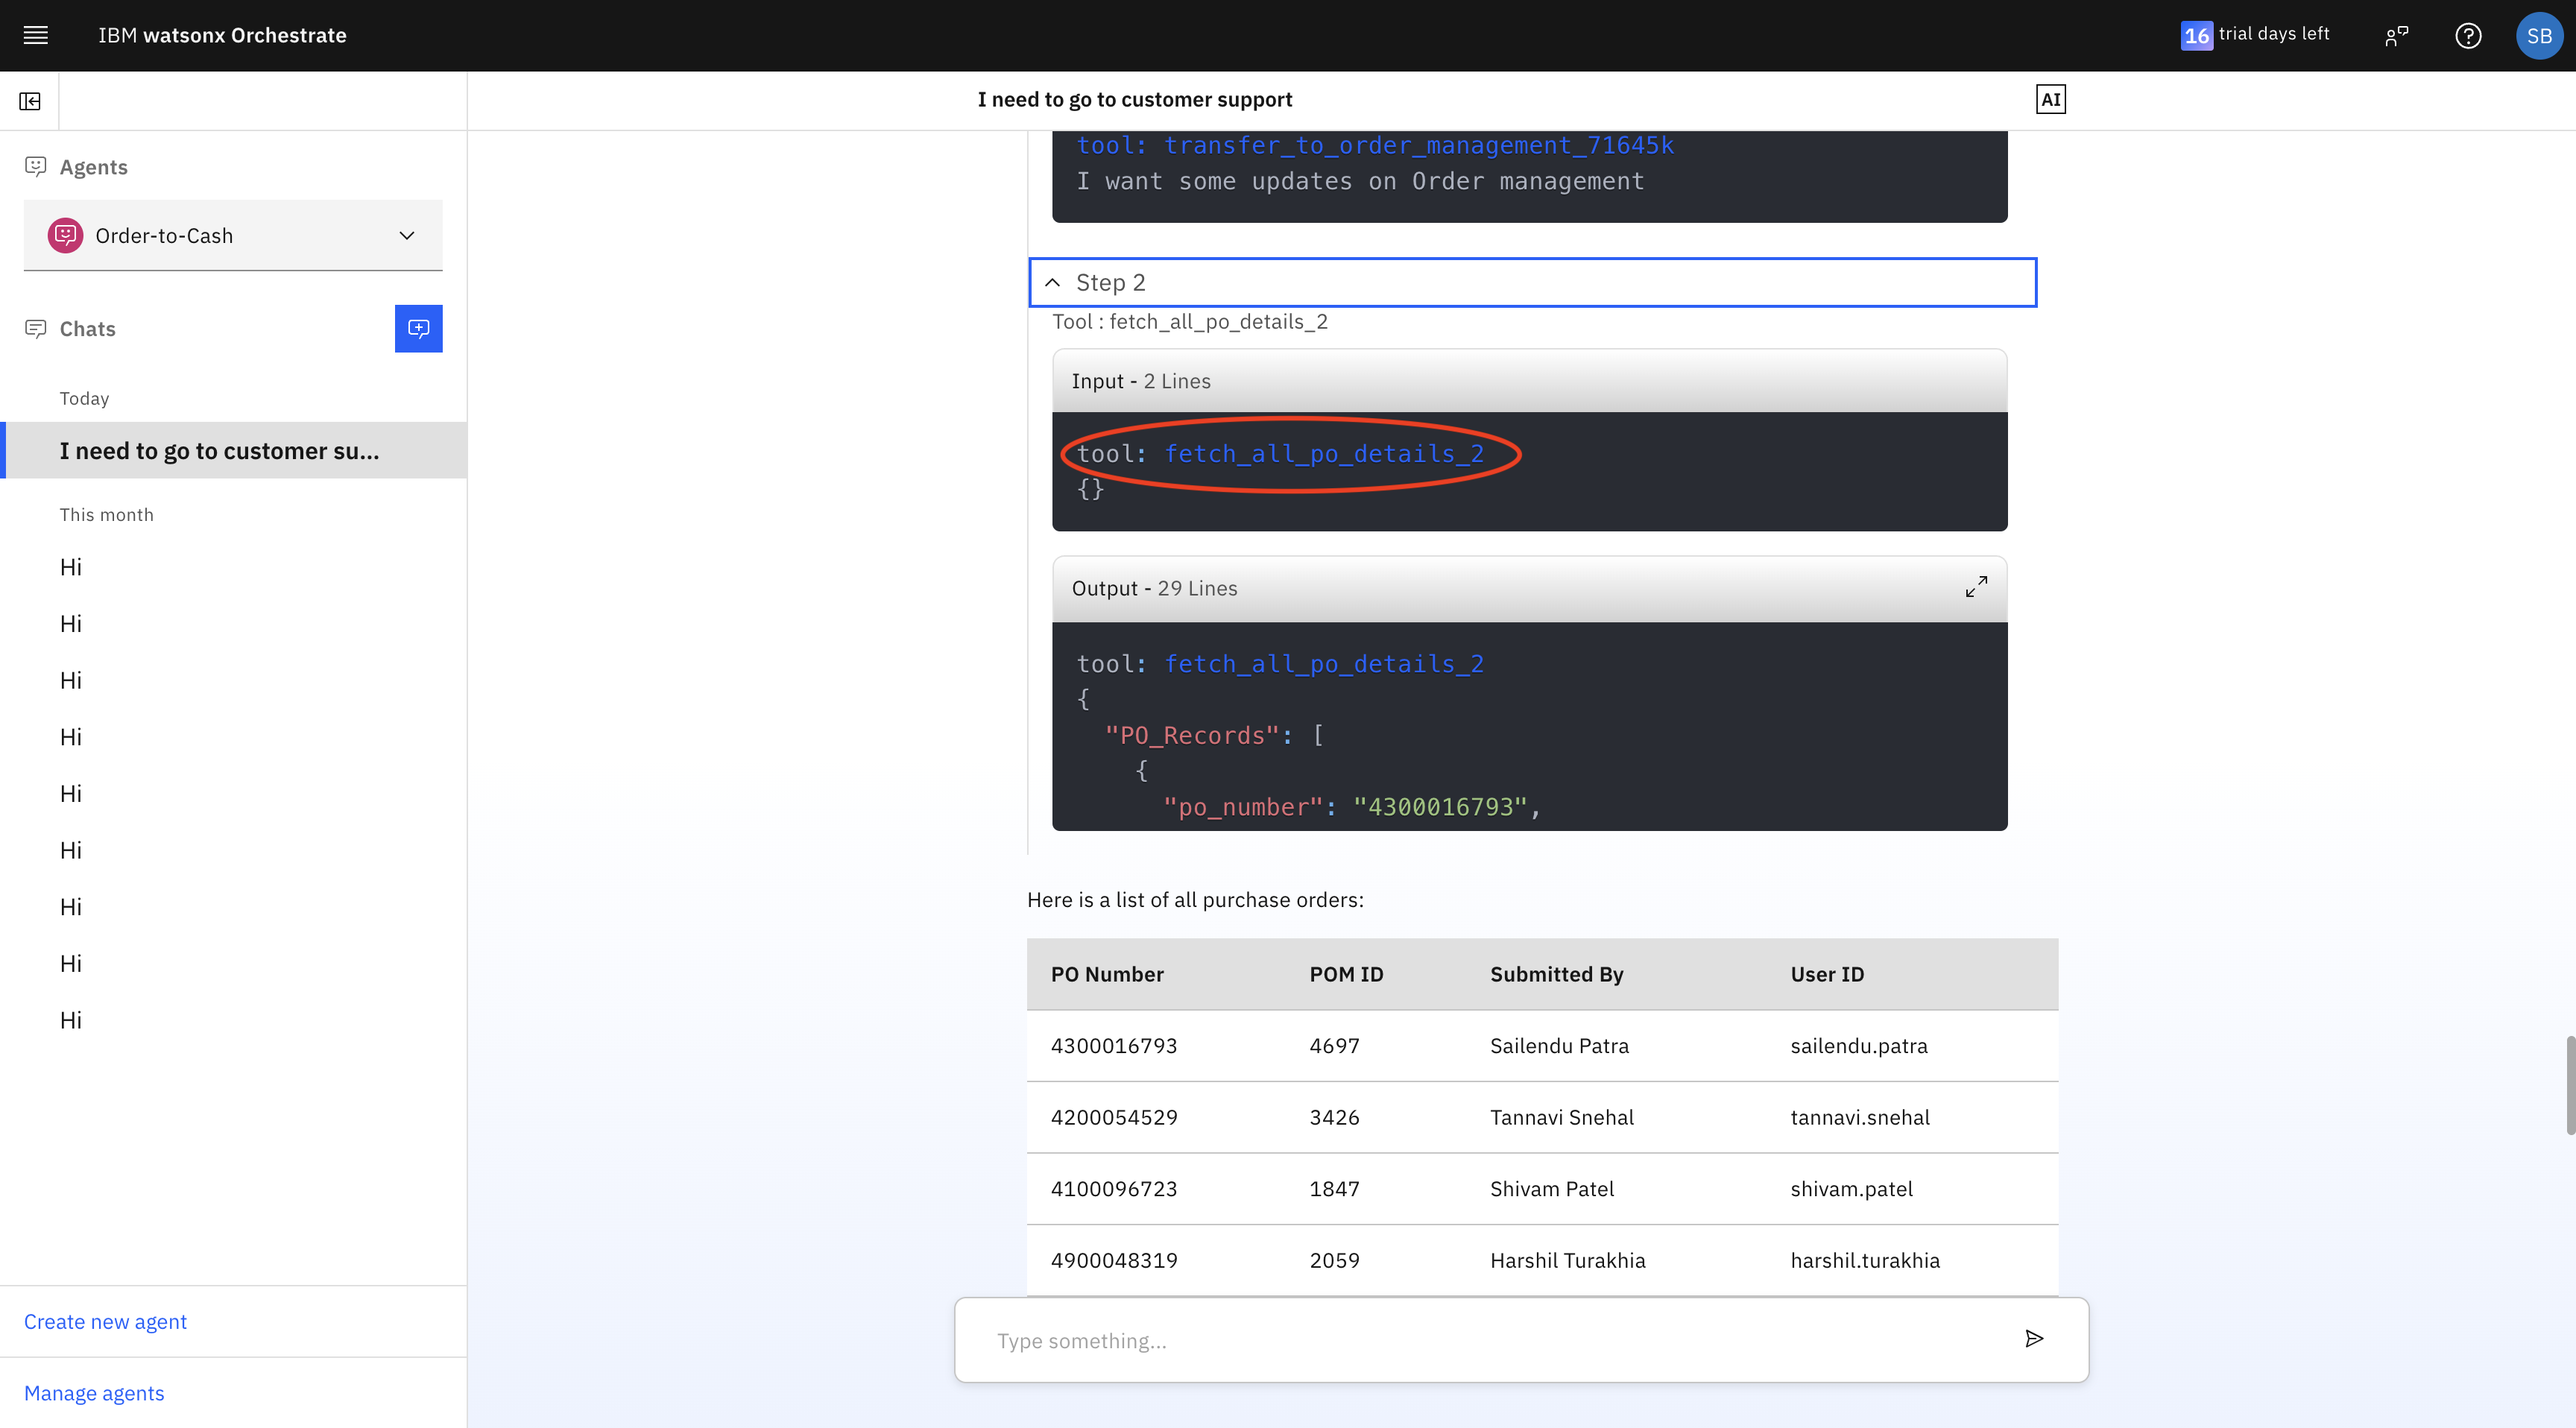 IBM watsonx Orchestrate
16 trial days left
SB
I need to go to customer support
AI
Agents
Order-to-Cash
Chats
Today
I need to go to customer su...
This month
Hi
Hi
Hi
Hi
Hi
Hi
Hi
Hi
Hi
Create new agent
Manage agents
tool: transfer_to_order_management_71645k
I want some updates on Order management
Step 2
Tool : fetch_all_po_details_2
Input - 2 Lines
tool: fetch_all_po_details_2
{}
Output - 29 Lines
tool: fetch_all_po_details_2
{
"PO_Records": [
{
"po_number": "4300016793",
Here is a list of all purchase orders:
PO Number POM ID Submitted By User ID
4300016793 4697 Sailendu Patra sailendu.patra
4200054529 3426 Tannavi Snehal tannavi.snehal
4100096723 1847 Shivam Patel shivam.patel
4900048319 2059 Harshil Turakhia harshil.turakhia
Type something...